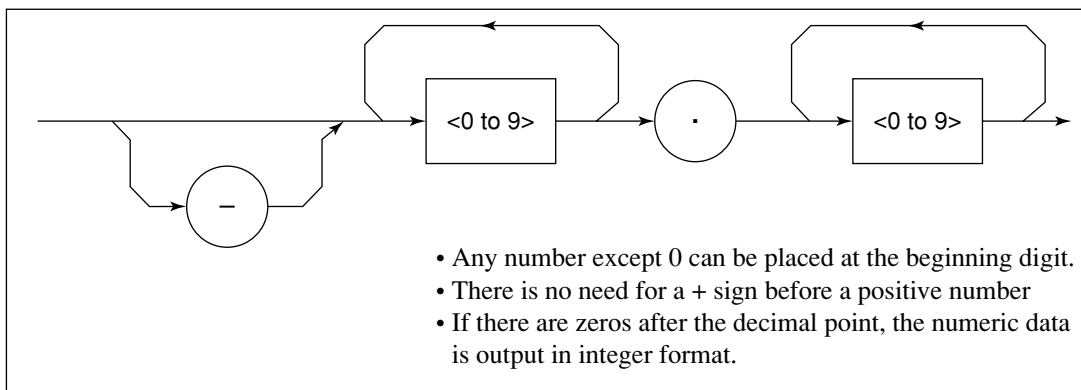 <0 to 9>
.
<0 to 9>
–
• Any number except 0 can be placed at the beginning digit.
• There is no need for a + sign before a positive number
• If there are zeros after the decimal point, the numeric data
is output in integer format.